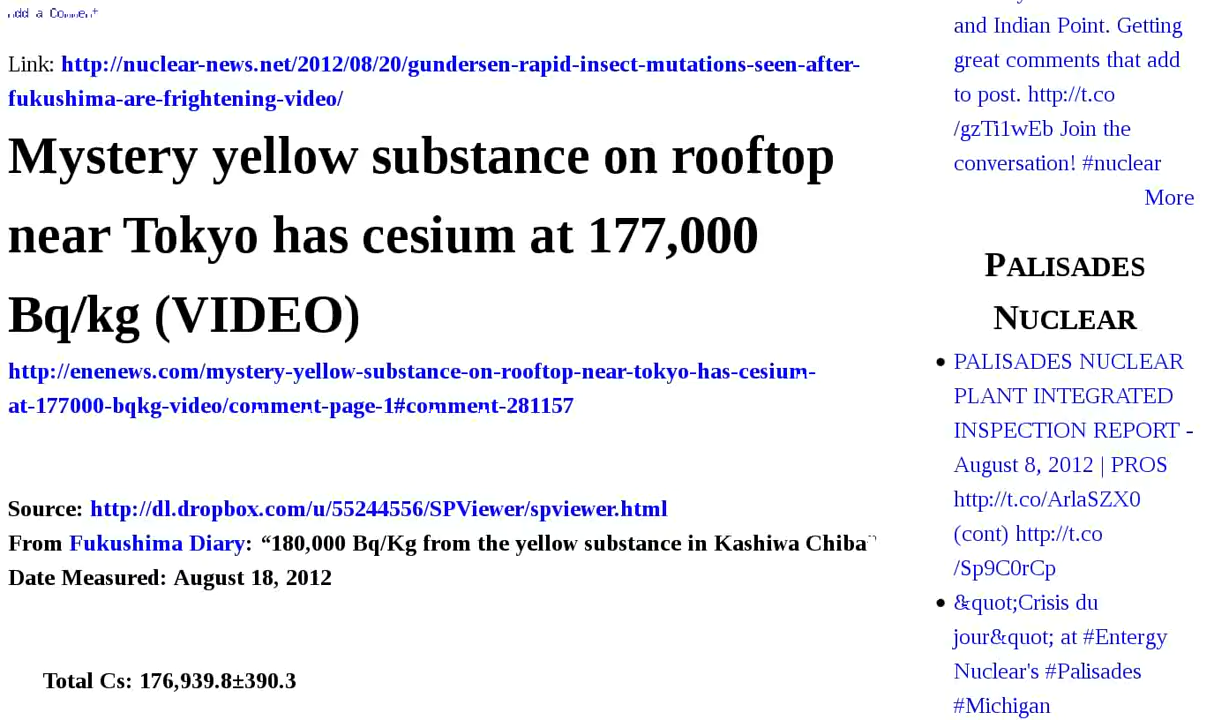 Add a Comment
Link: http://nuclear-news.net/2012/08/20/gundersen-rapid-insect-mutations-seen-after-
fukushima-are-frightening-video/
Mystery yellow substance on rooftop
near Tokyo has cesium at 177,000
Bq/kg (VIDEO)
http://enenews.com/mystery-yellow-substance-on-rooftop-near-tokyo-has-cesium-
at-177000-bqkg-video/comment-page-1#comment-281157
Source: http://dl.dropbox.com/u/55244556/SPViewer/spviewer.html
From Fukushima Diary: “180,000 Bq/Kg from the yellow substance in Kashiwa Chiba”
Date Measured: August 18, 2012
Total Cs: 176,939.8±390.3
and Indian Point. Getting
great comments that add
to post. http://t.co
/gzTi1wEb Join the
conversation! #nuclear
More
PALISADES
NUCLEAR
PALISADES NUCLEAR
PLANT INTEGRATED
INSPECTION REPORT -
August 8, 2012 | PROS
http://t.co/ArlaSZX0
(cont) http://t.co
/Sp9C0rCp
&quot;Crisis du
jour&quot; at #Entergy
Nuclear's #Palisades
#Michigan